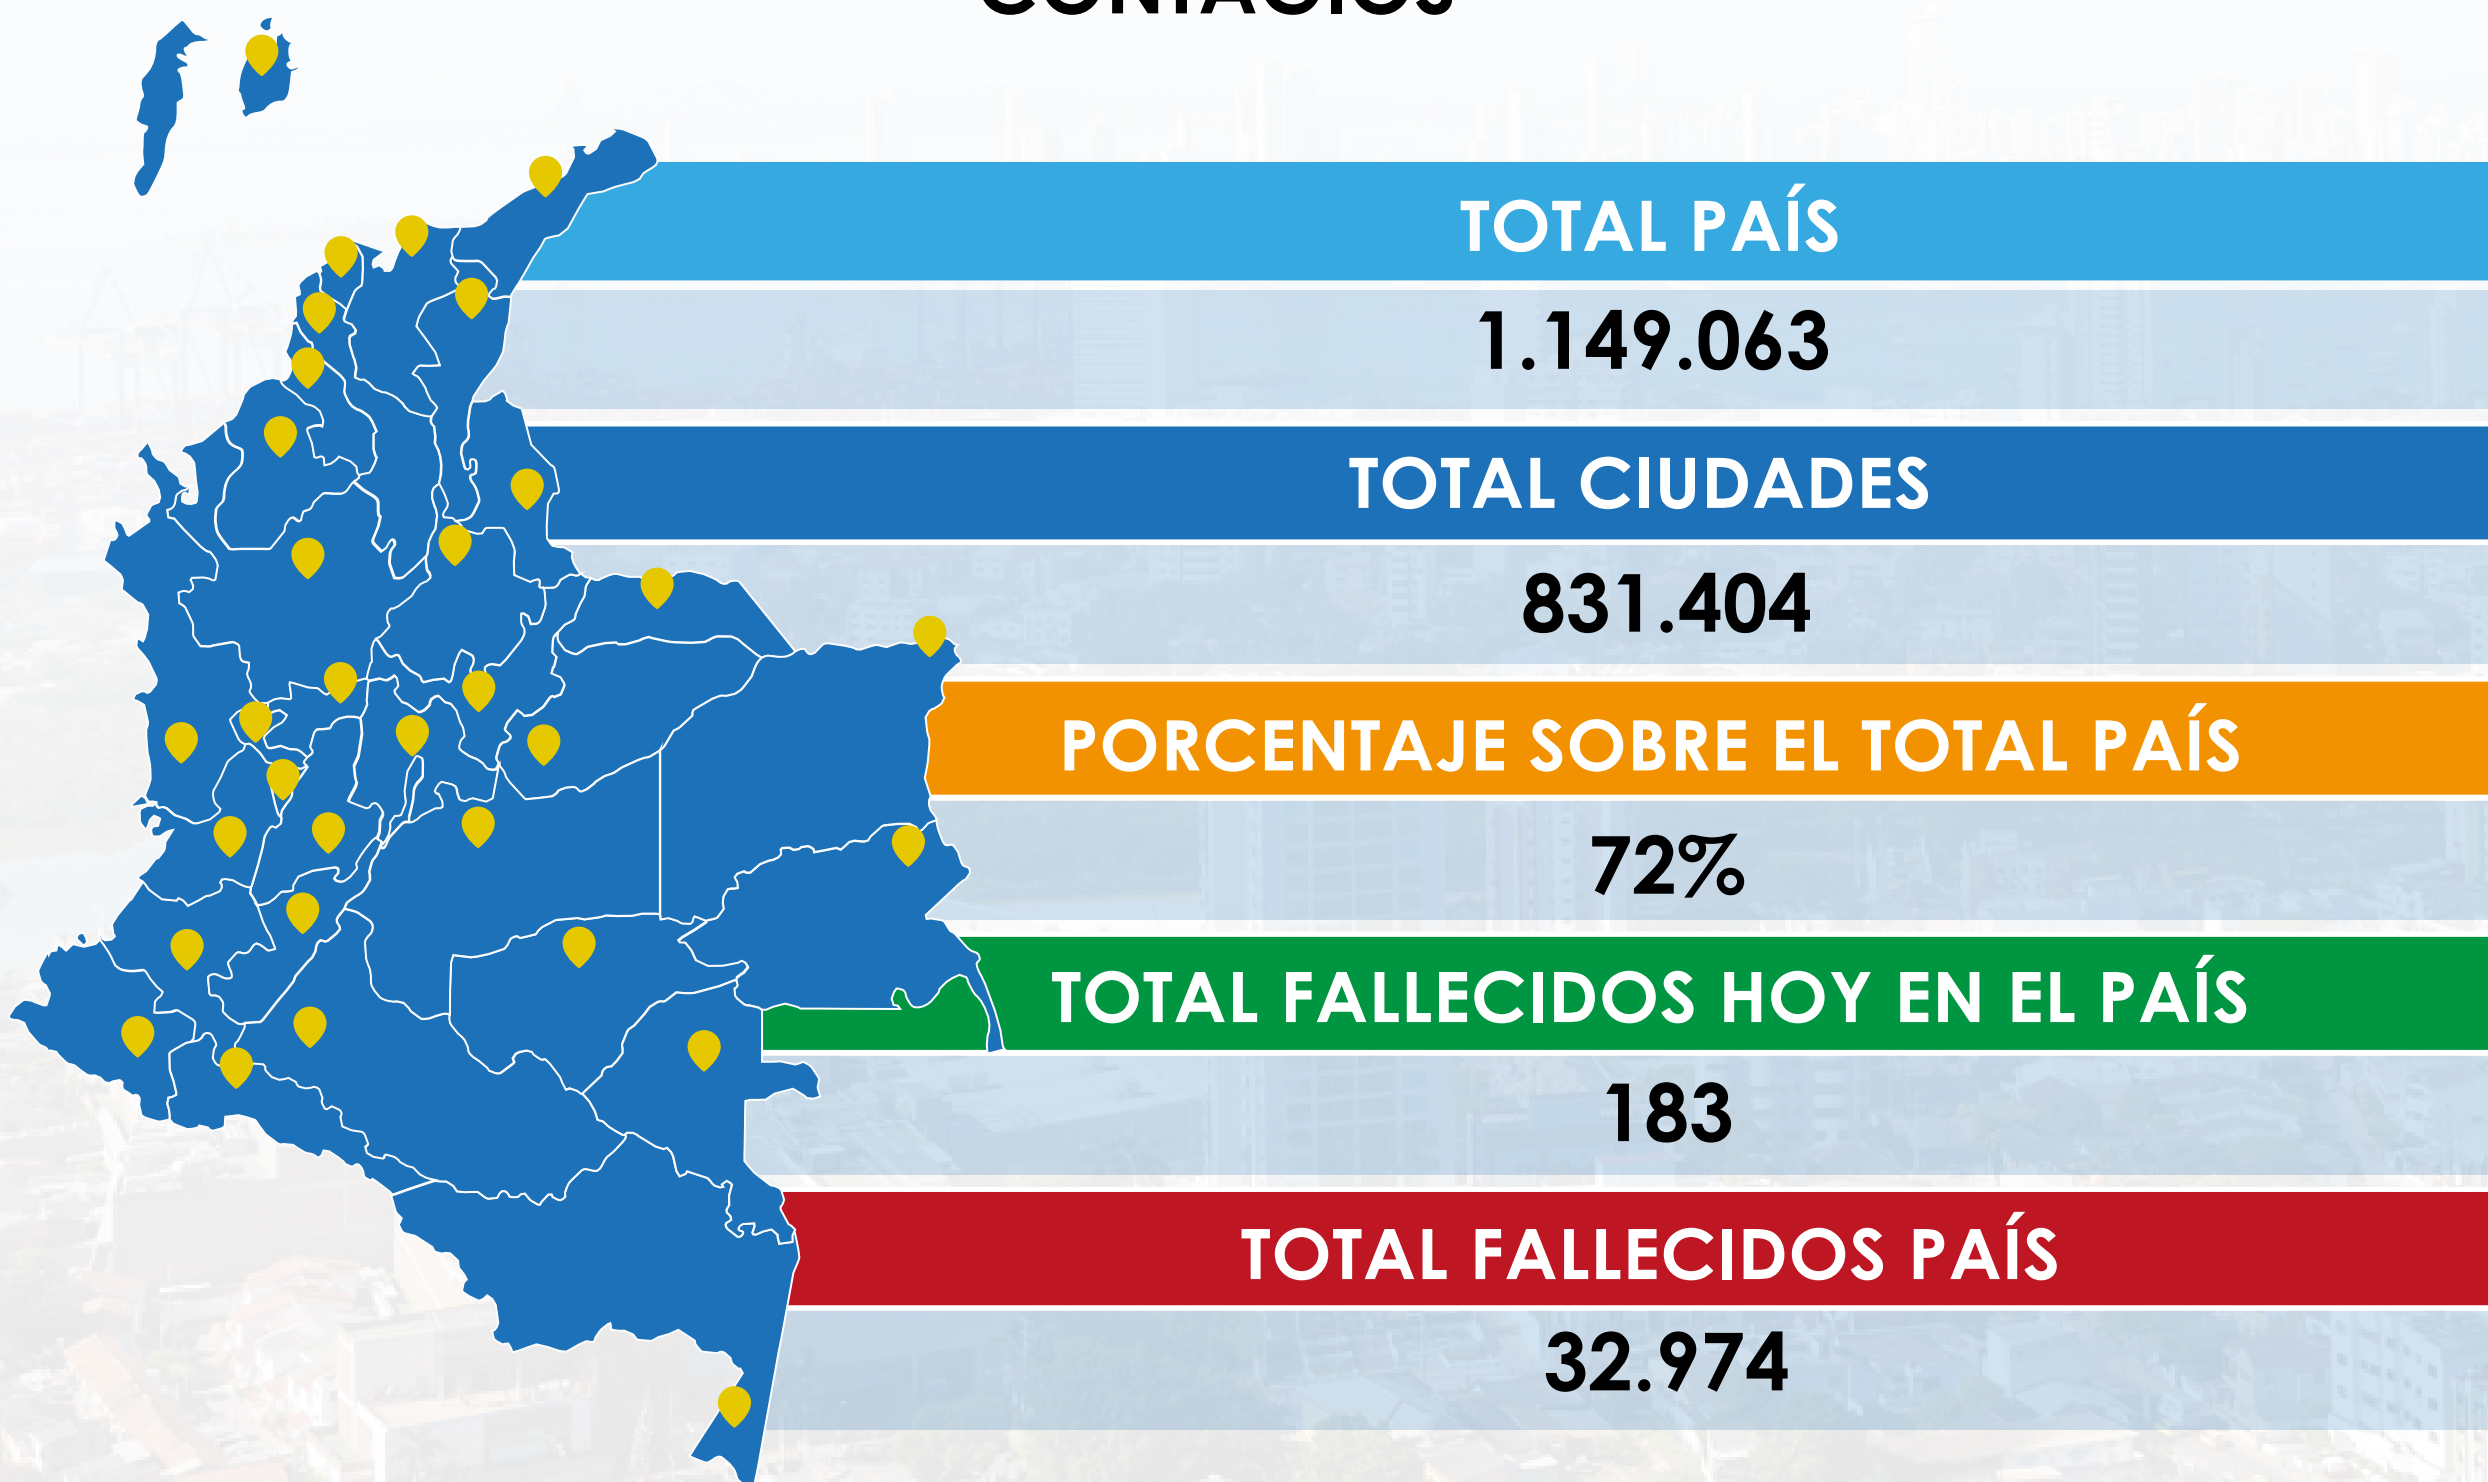 CONTAGIOS
TOTAL PAÍS
1.149.063
TOTAL CIUDADES
831.404
PORCENTAJE SOBRE EL TOTAL PAÍS
72%
TOTAL FALLECIDOS HOY EN EL PAÍS
183
TOTAL FALLECIDOS PAÍS
32.974